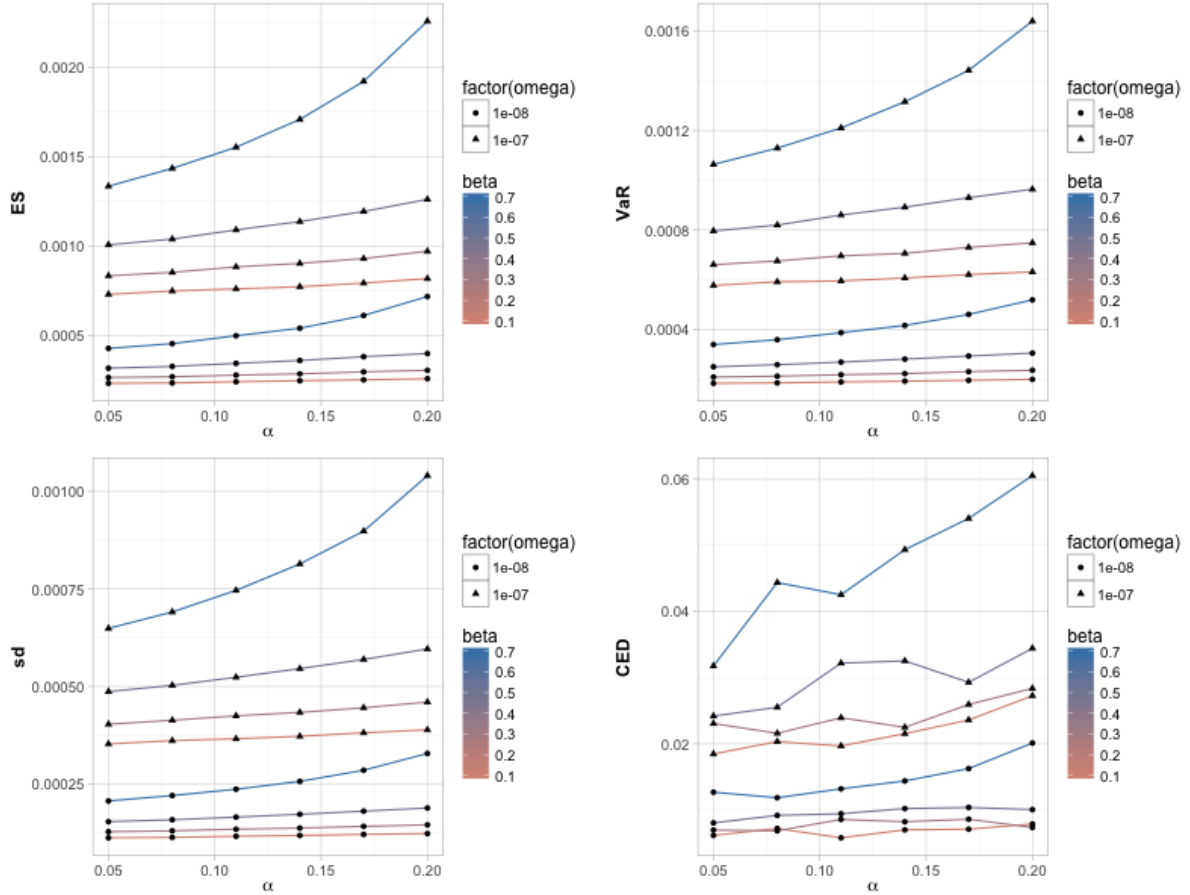 ES
0.0020
0.0015
0.0010
0.0005
0.05
0.10
0.15
0.20
α
factor(omega)
1e-08
1e-07
beta
0.7
0.6
0.5
0.4
0.3
0.2
0.1
VaR
0.0016
0.0012
0.0008
0.0004
0.05
0.10
0.15
0.20
α
factor(omega)
1e-08
1e-07
beta
0.7
0.6
0.5
0.4
0.3
0.2
0.1
sd
0.00100
0.00075
0.00050
0.00025
0.05
0.10
0.15
0.20
α
factor(omega)
1e-08
1e-07
beta
0.7
0.6
0.5
0.4
0.3
0.2
0.1
CED
0.06
0.04
0.02
0.05
0.10
0.15
0.20
α
factor(omega)
1e-08
1e-07
beta
0.7
0.6
0.5
0.4
0.3
0.2
0.1